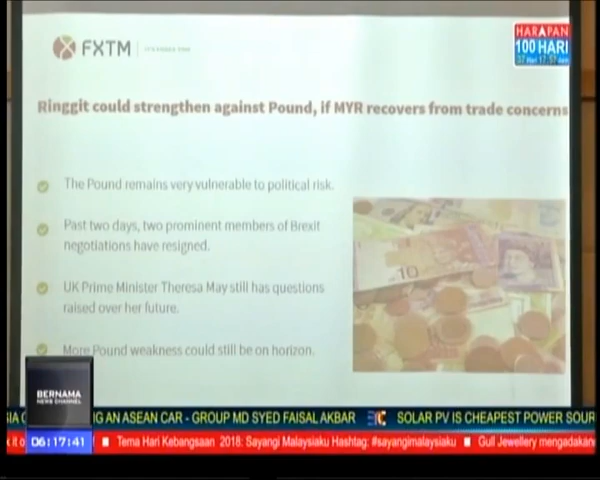 FXTM
HARAPAN
100 HARI
Ringgit could strengthen against Pound, if MYR recovers from trade concerns
The Pound remains very vulnerable to political risk.
Past two days, two prominent members of Brexit
negotiations have resigned.
UK Prime Minister Theresa May still has questions
raised over her future.
More Pound weakness could still be on horizon.
10
BERNAMA
NEWS CHANNEL
NG AN ASEAN CAR - GROUP MD SYED FAISAL AKBAR SOLAR PV IS CHEAPEST POWER SOUR
06:17:41 Tema Hari Kebangsaan 2018: Sayangi Malaysiaku Hashtag: #sayangimalaysiaku Gull Jewellery mengadakan